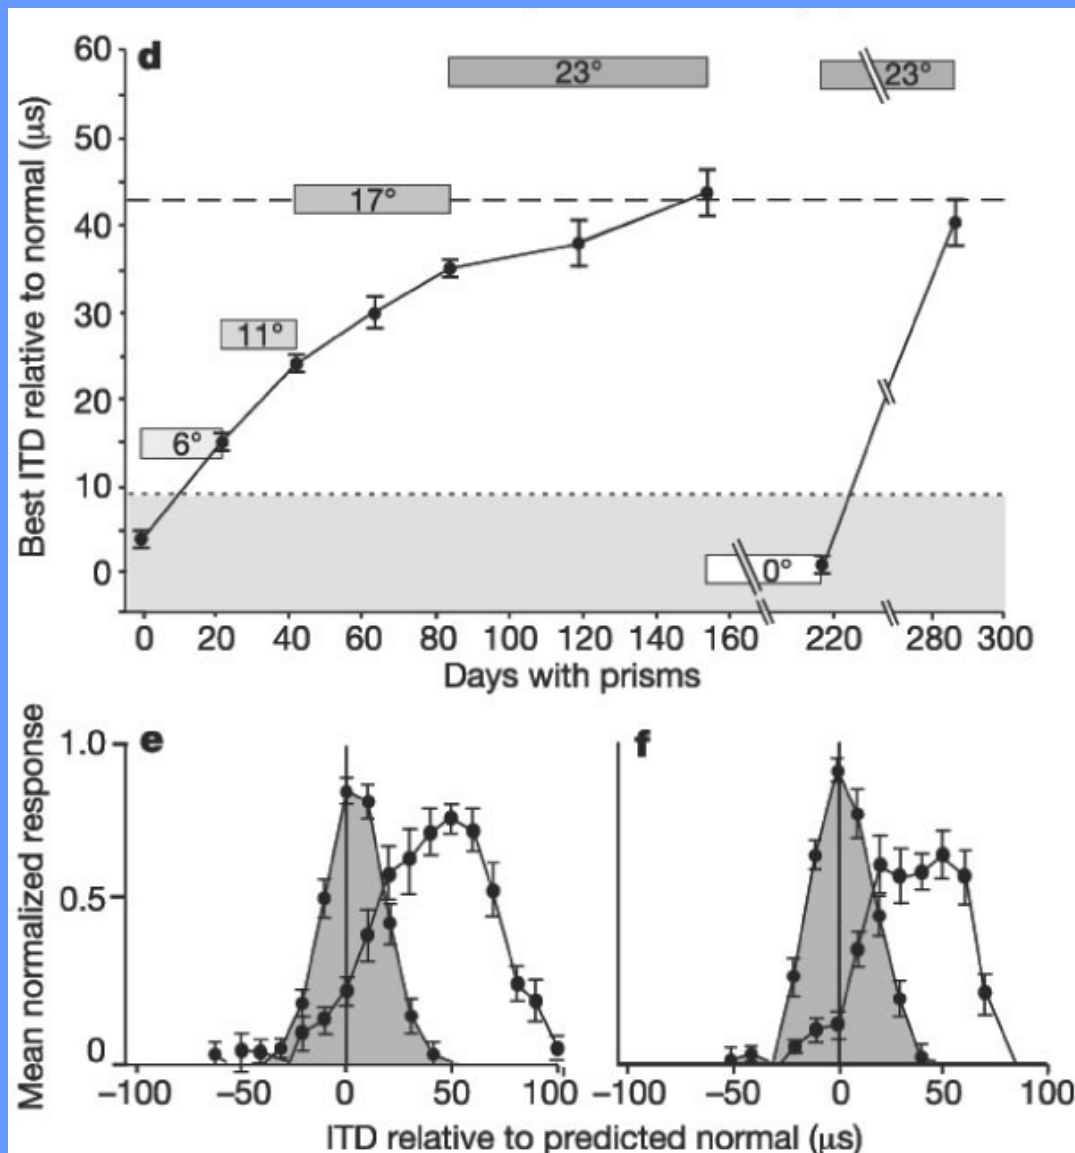 d
Best ITD relative to normal (μs)
60
50
40
30
20
10
0
23°
23°
17°
11°
6°
0°
0 20 40 60 80 100 120 140 160 220 280 300
Days with prisms
Mean normalized response
1.0
0.5
0
e
f
−100 −50 0 50 100 −100 −50 0 50 100
ITD relative to predicted normal (μs)